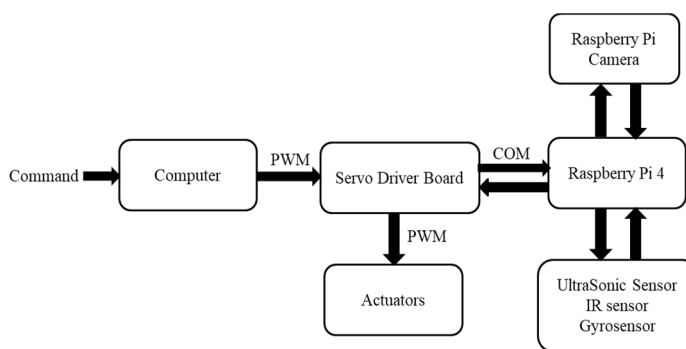 Raspberry Pi
Camera
Command
Computer
PWM
Servo Driver Board
COM
Raspberry Pi 4
PWM
Actuators
UltraSonic Sensor
IR sensor
Gyrosensor